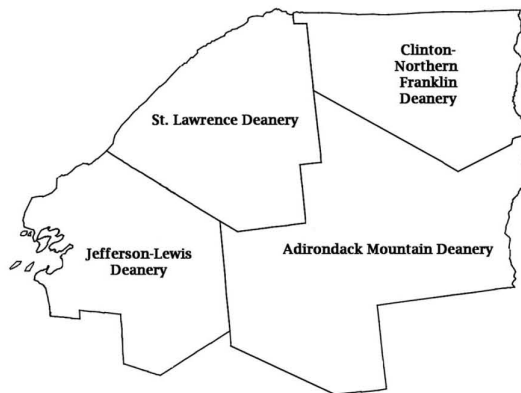 Clinton-
Northern
Franklin
Deanery
St. Lawrence Deanery
Jefferson-Lewis
Deanery
Adirondack Mountain Deanery